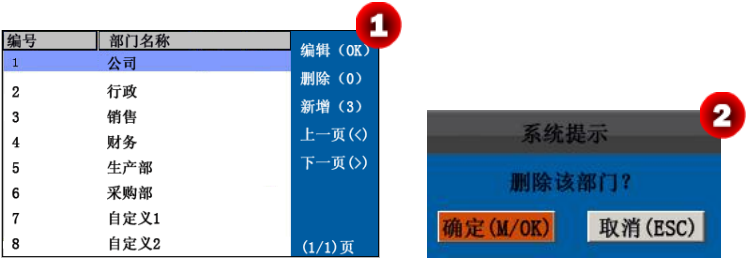 1
编号 部门名称
1 公司
2 行政
3 销售
4 财务
5 生产部
6 采购部
7 自定义1
8 自定义2
编辑（OK）
删除（0）
新增（3）
上一页(<)
下一页(>)
(1/1)页
2
系统提示
删除该部门?
确定(M/OK) 取消(ESC)